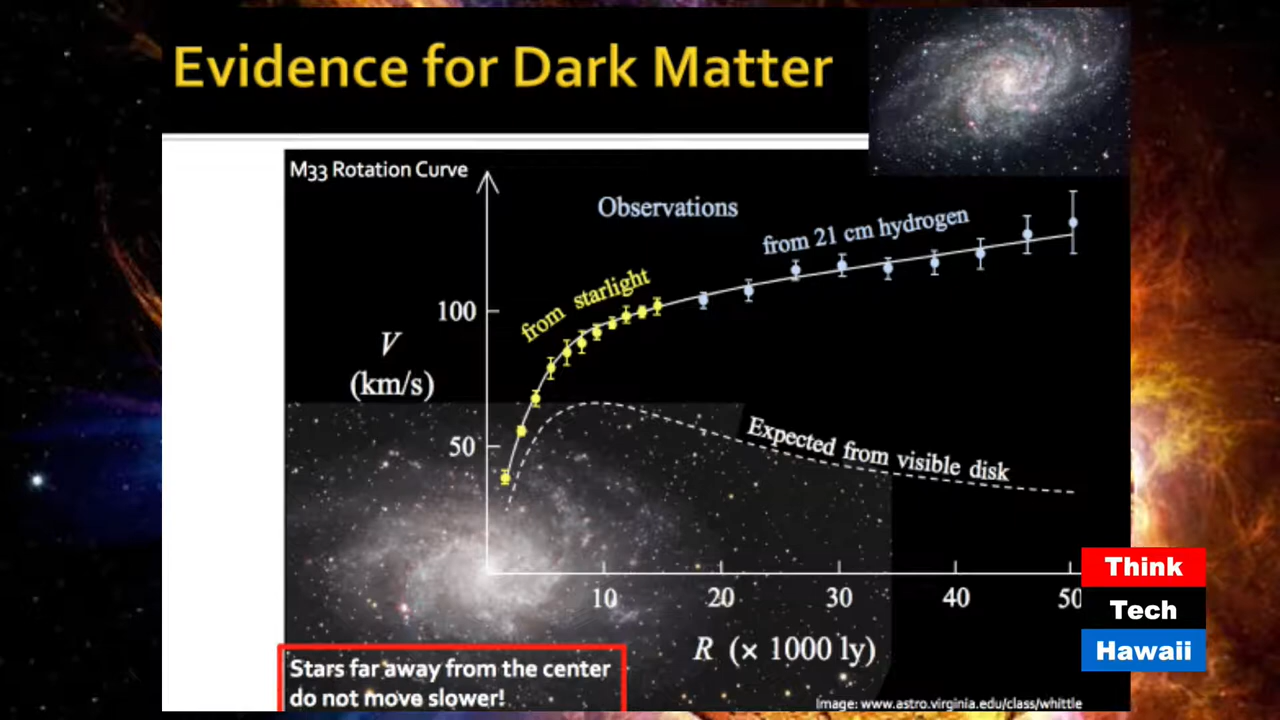 Evidence for Dark Matter
M33 Rotation Curve
Observations
from 21 cm hydrogen
from starlight
100
V
(km/s)
50
Expected from visible disk
10 20 30 40 50
R (× 1000 ly)
Think
Tech
Hawaii
Stars far away from the center
do not move slower!
Image: www.astro.virginia.edu/class/whittle